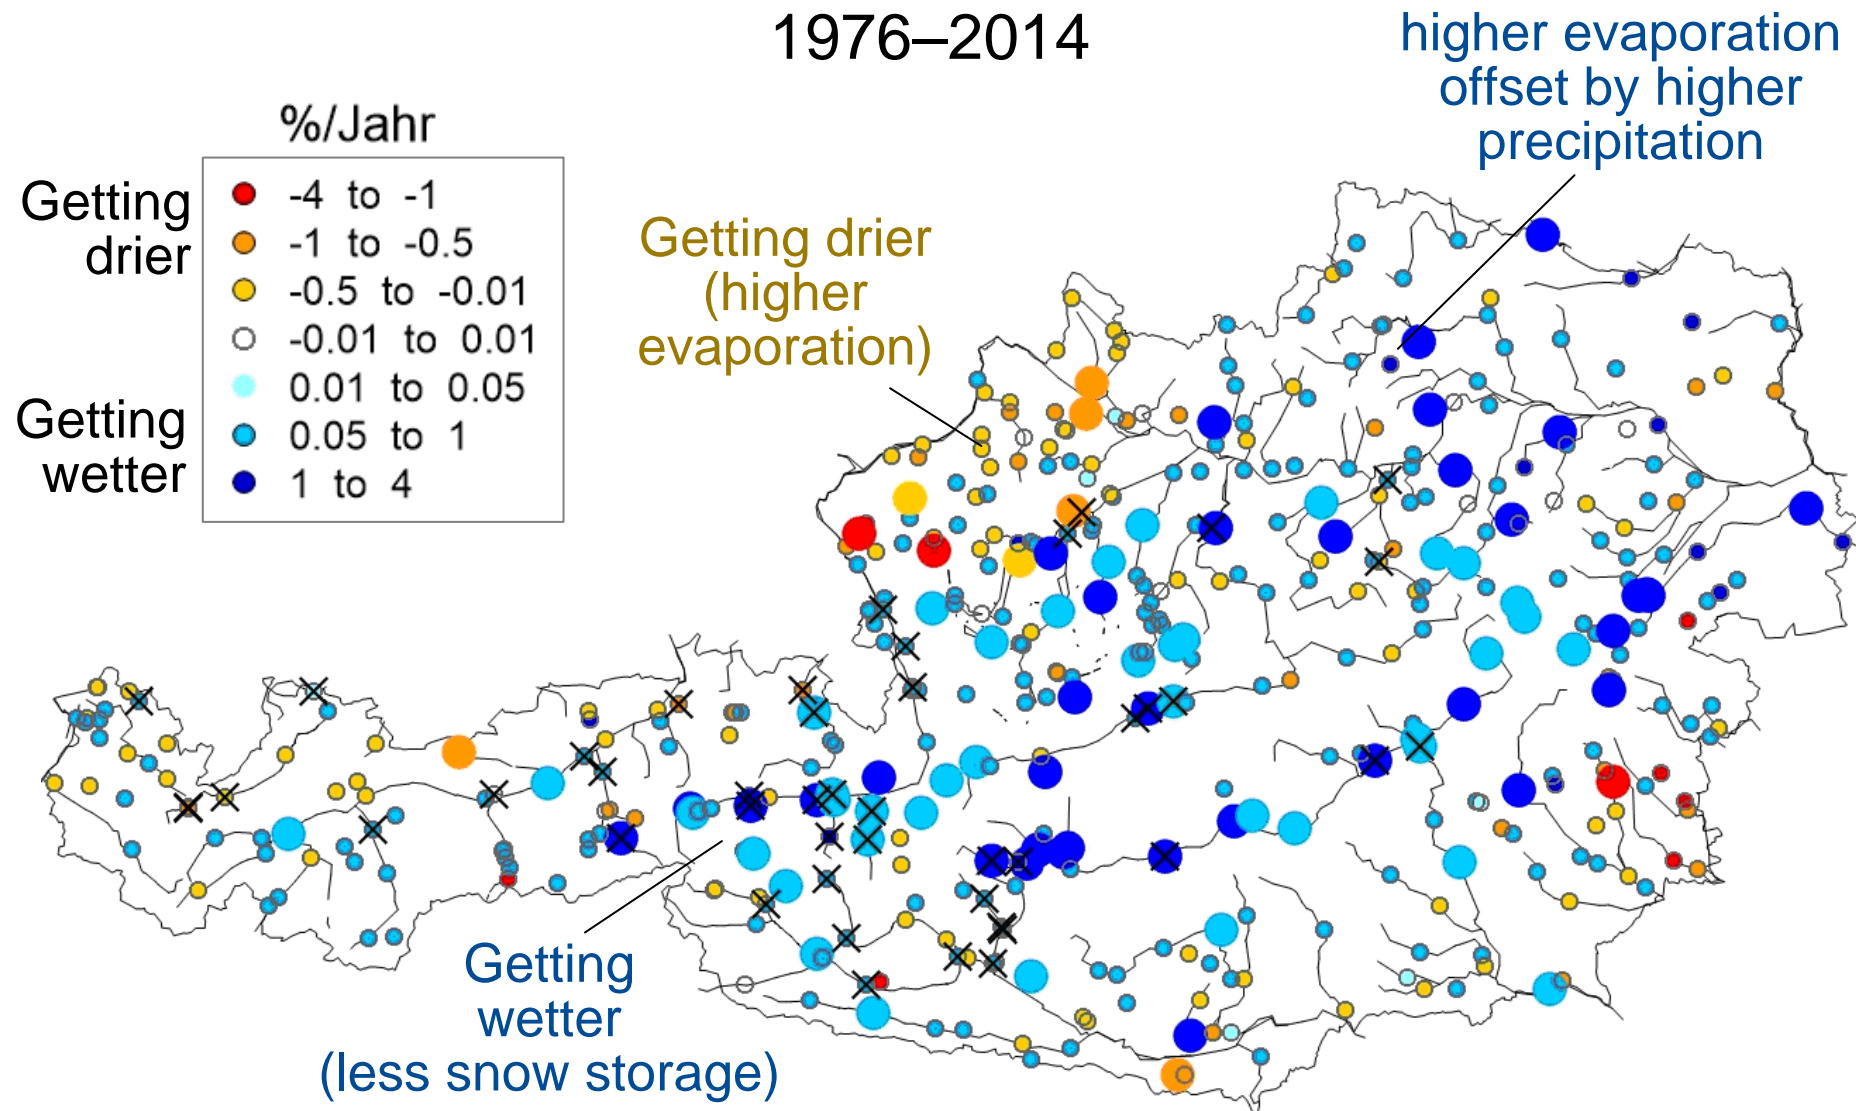 1976–2014
higher evaporation
offset by higher
precipitation
%/Jahr
Getting
drier
-4 to -1
-1 to -0.5
-0.5 to -0.01
-0.01 to 0.01
0.01 to 0.05
Getting
wetter
0.05 to 1
1 to 4
Getting drier
(higher
evaporation)
Getting
wetter
(less snow storage)